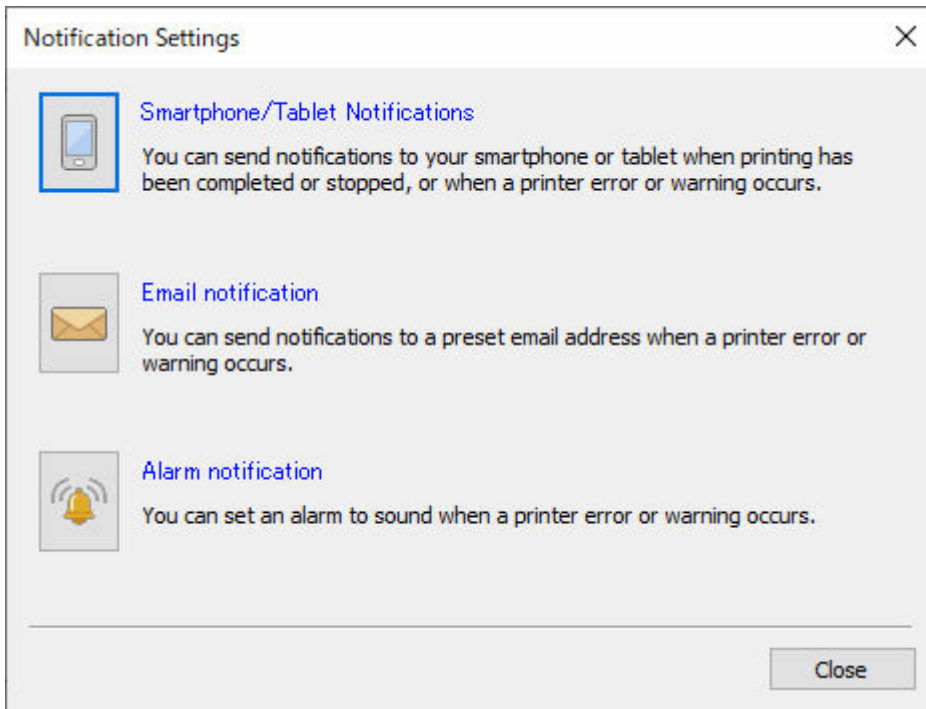 Notification Settings
Smartphone/Tablet Notifications
You can send notifications to your smartphone or tablet when printing has
been completed or stopped, or when a printer error or warning occurs.
Email notification
You can send notifications to a preset email address when a printer error or
warning occurs.
Alarm notification
You can set an alarm to sound when a printer error or warning occurs.
Close